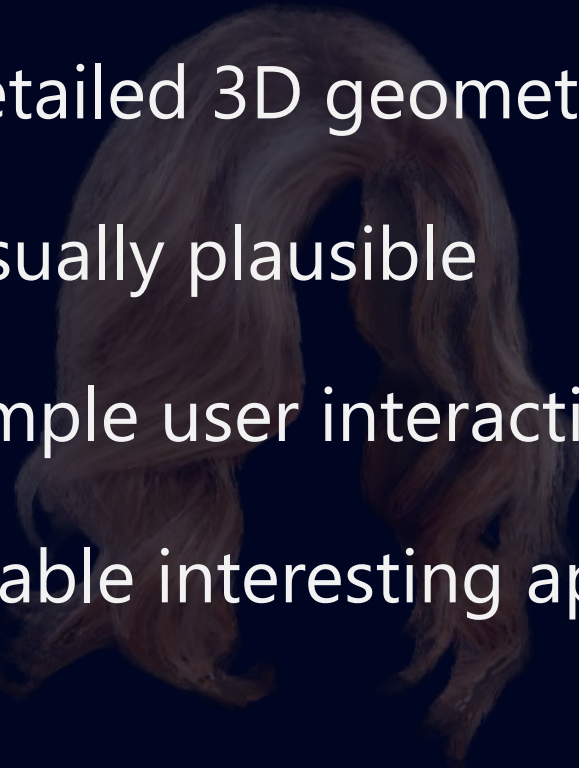 etailed 3D geomet
sually plausible
mple user interacti
able interesting ap